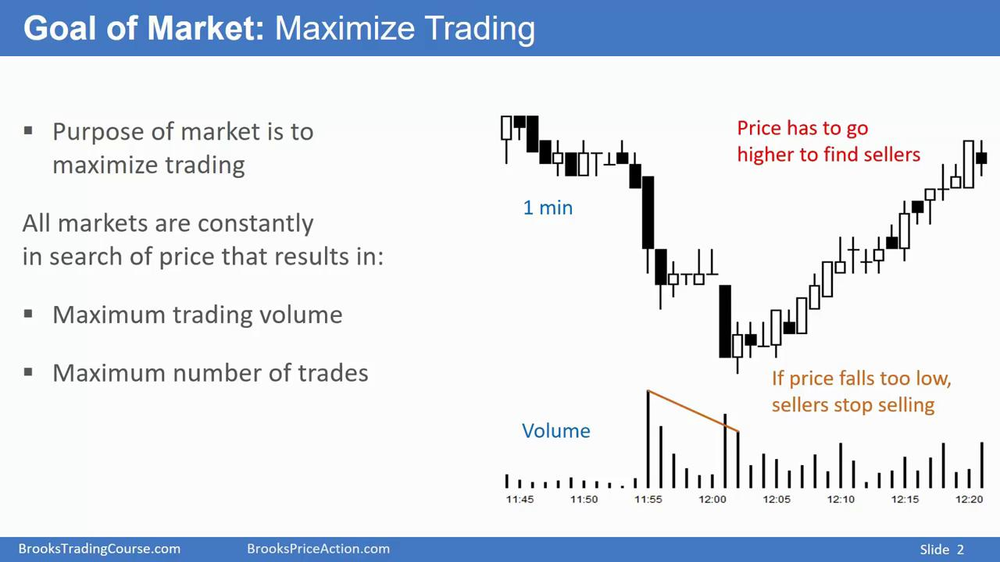 Goal of Market: Maximize Trading
▪ Purpose of market is to
maximize trading
All markets are constantly
in search of price that results in:
▪ Maximum trading volume
▪ Maximum number of trades
Price has to go
higher to find sellers
1 min
If price falls too low,
sellers stop selling
Volume
11:45 11:50 11:55 12:00 12:05 12:10 12:15 12:20
BrooksTradingCourse.com BrooksPriceAction.com Slide 2